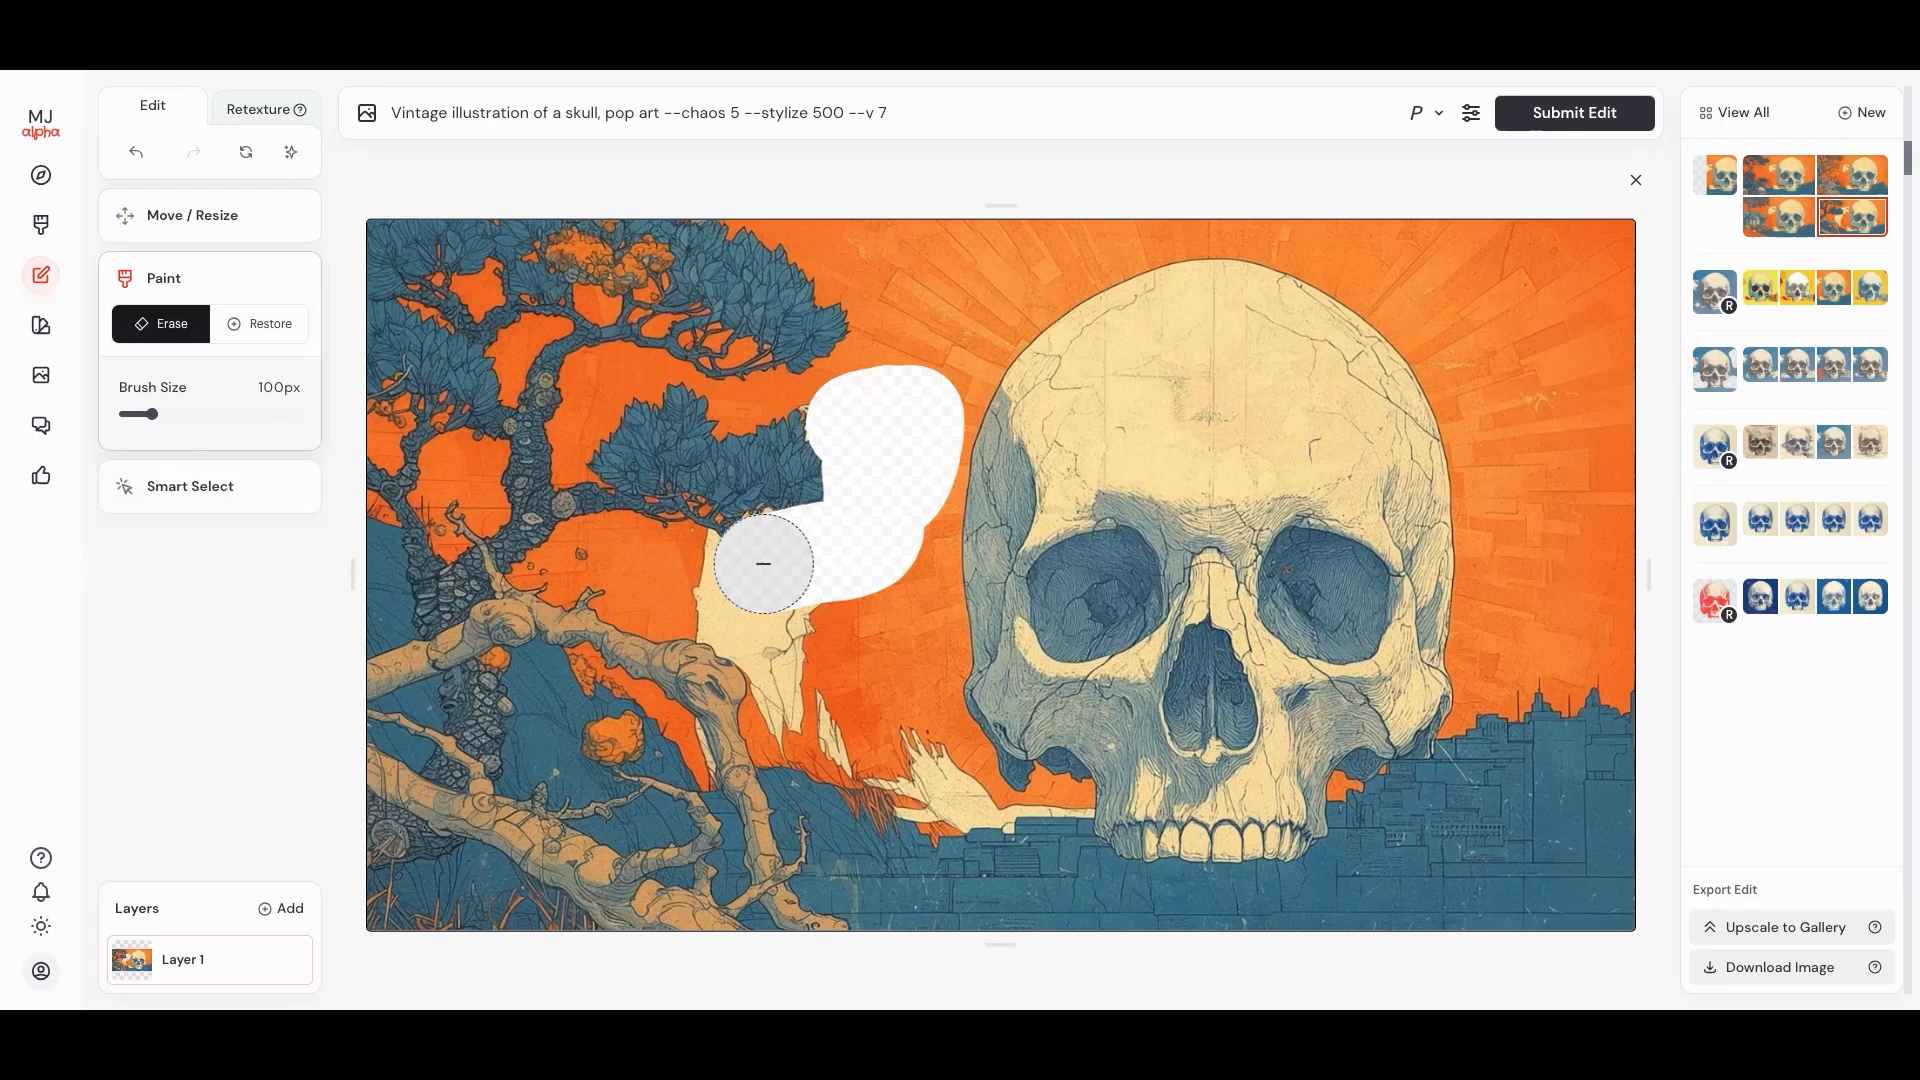 MJ
alpha
Edit
Retexture
Move / Resize
Paint
Erase
Restore
Brush Size
100px
Smart Select
Layers
Add
Layer 1
Vintage illustration of a skull, pop art --chaos 5 --stylize 500 --v 7
P
Submit Edit
View All
New
R
R
R
Export Edit
Upscale to Gallery
Download Image